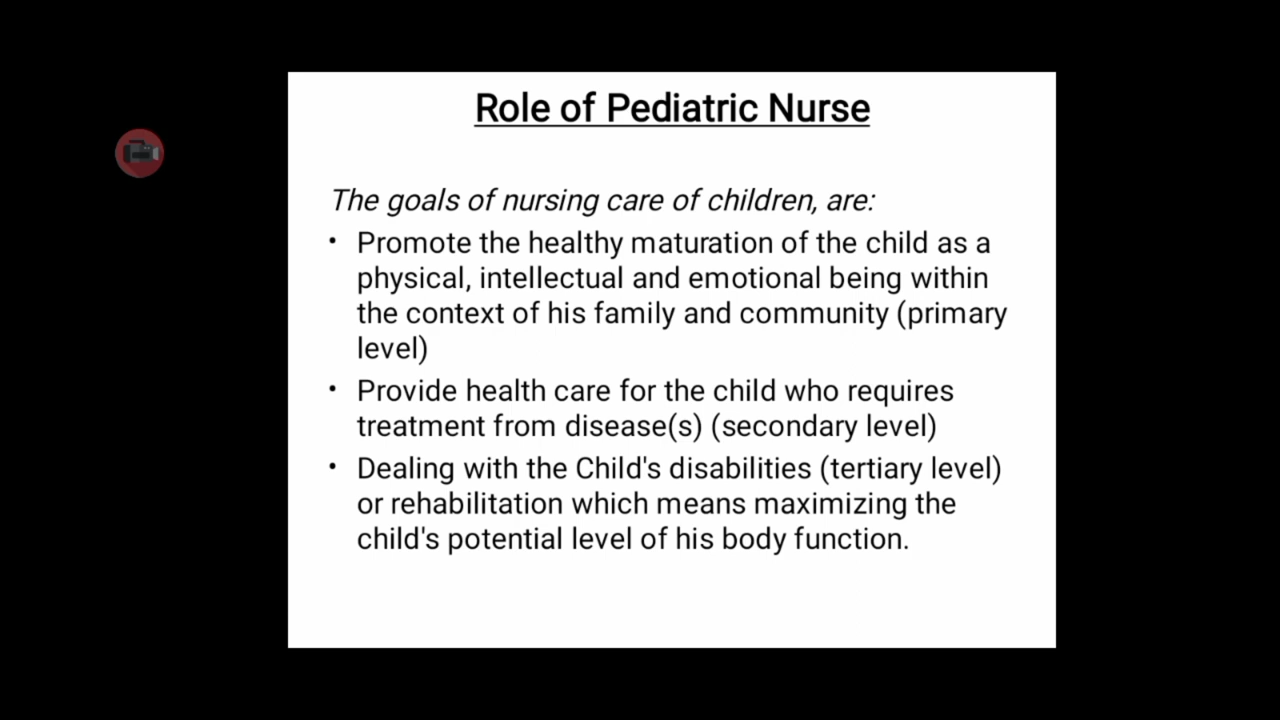 Role of Pediatric Nurse
The goals of nursing care of children, are:
• Promote the healthy maturation of the child as a
physical, intellectual and emotional being within
the context of his family and community (primary
level)
• Provide health care for the child who requires
treatment from disease(s) (secondary level)
• Dealing with the Child's disabilities (tertiary level)
or rehabilitation which means maximizing the
child's potential level of his body function.